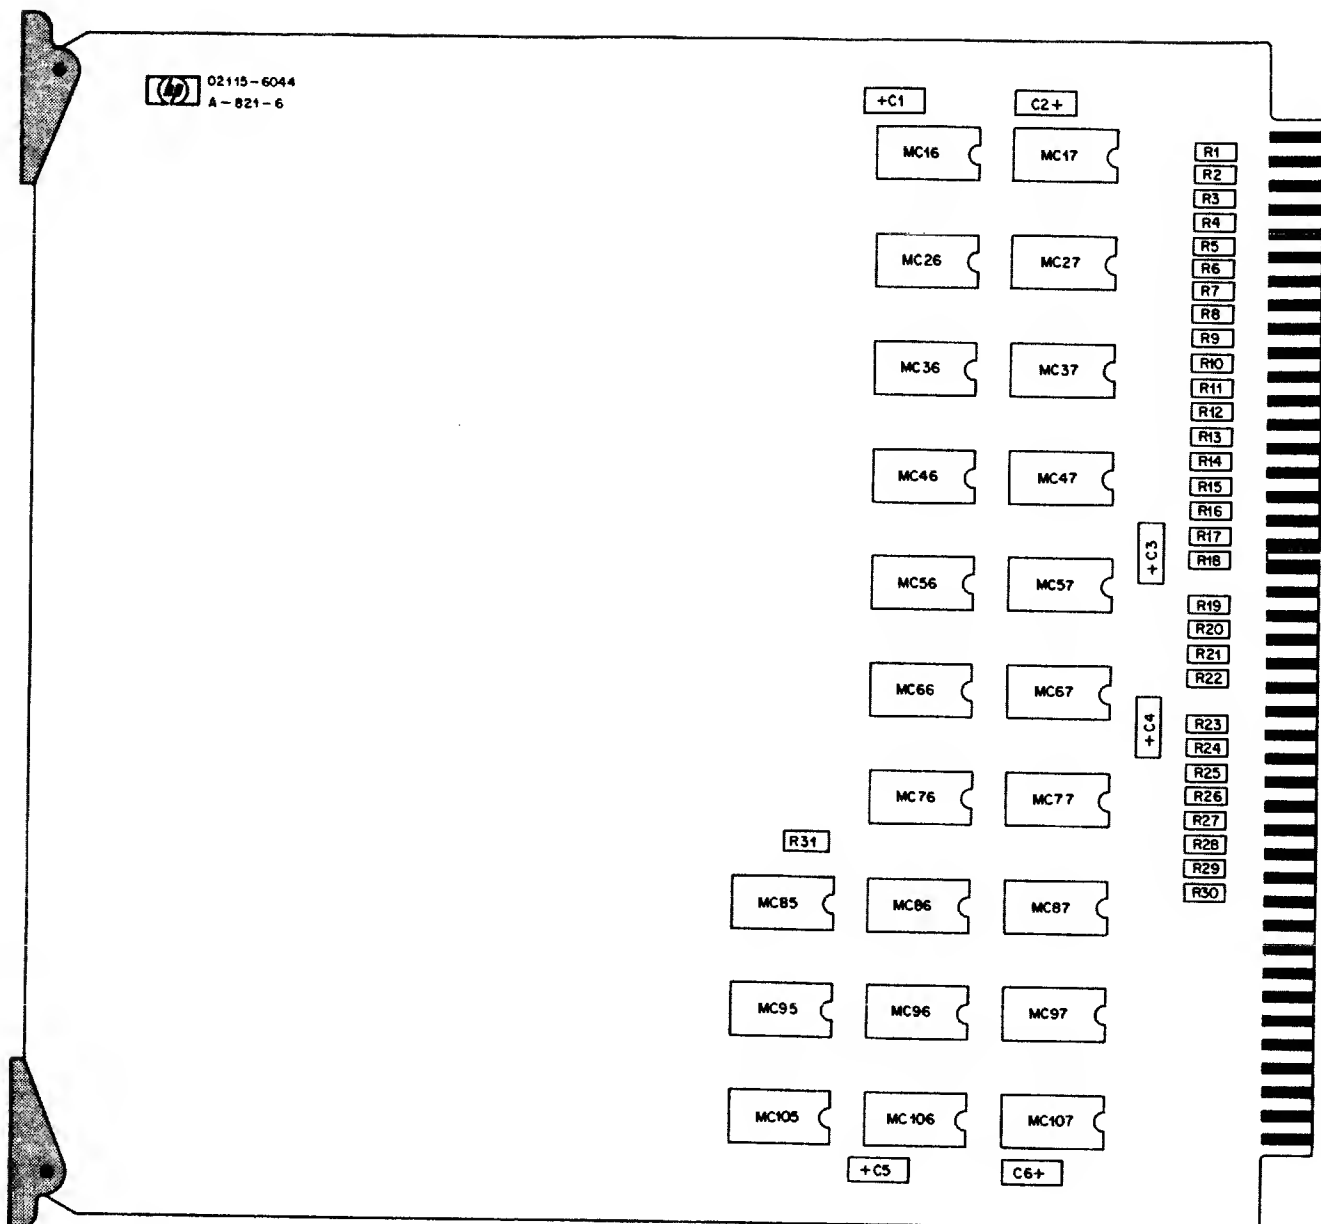 hp 02115-6044
A-821-6
+C1 C2+
MC16 MC17
R1
R2
R3
R4
R5
MC26 MC27
R6
R7
R8
R9
MC36 MC37
R10
R11
R12
R13
R14
MC46 MC47
R15
R16
R17
+C3
R18
MC56 MC57
R19
R20
R21
R22
MC66 MC67
R23
+C4
R24
R25
R26
MC76 MC77
R27
R31
R28
R29
R30
MC85 MC86 MC87
MC95 MC96 MC97
MC105 MC106 MC107
+C5 C6+